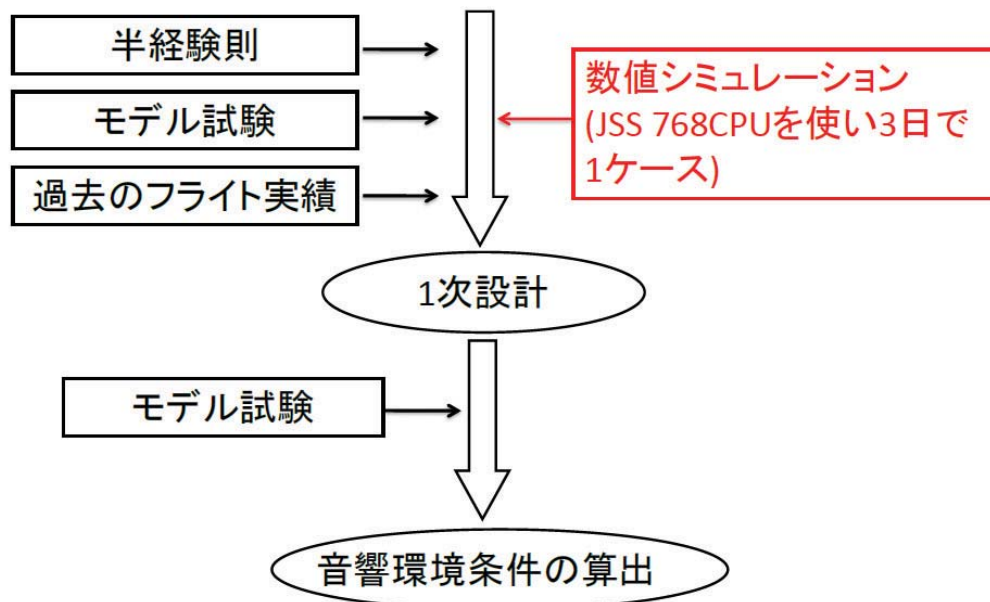 半経験則
モデル試験
過去のフライト実績
数値シミュレーション
(JSS 768CPUを使い3日で
1ケース)
1次設計
モデル試験
音響環境条件の算出